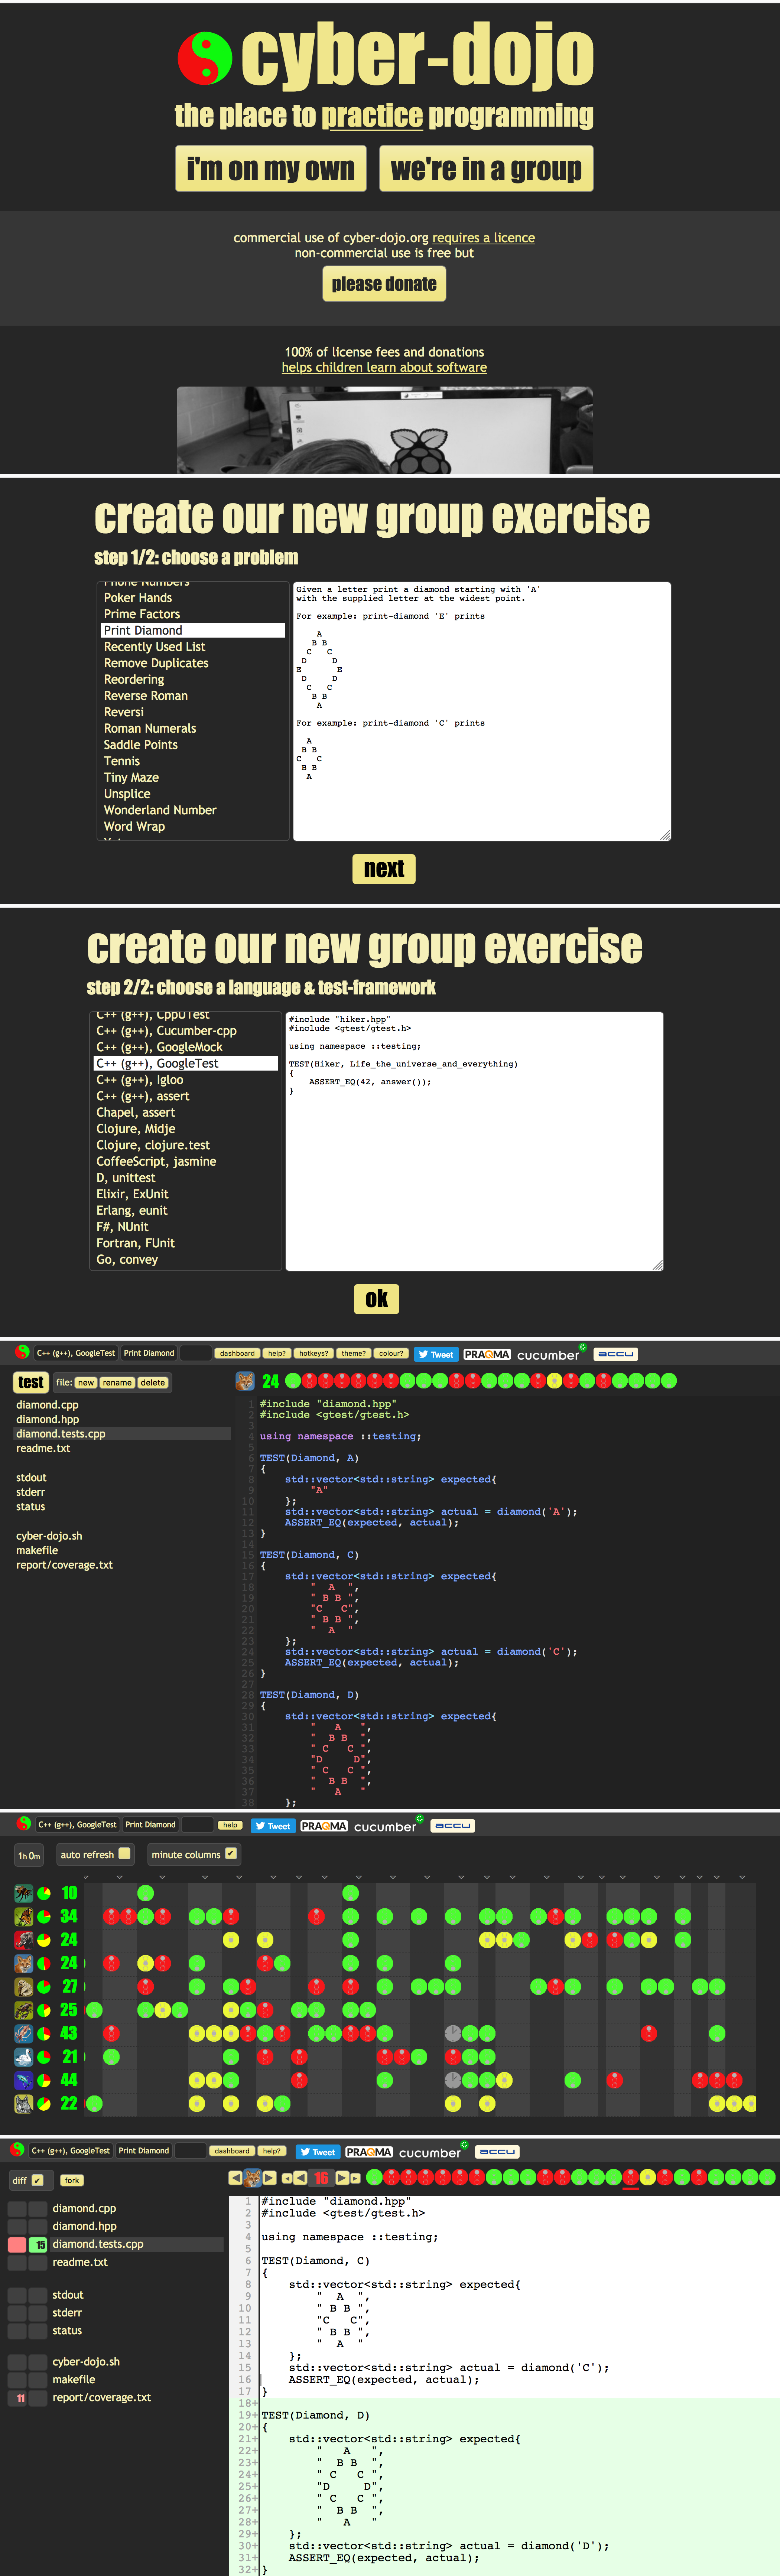 cyber-dojo
the place to practice programming
i'm on my own we're in a group
commercial use of cyber-dojo.org requires a licence
non-commercial use is free but
please donate
100% of license fees and donations
helps children learn about software
create our new group exercise
step 1/2: choose a problem
Phone Numbers
Poker Hands
Prime Factors
Print Diamond
Recently Used List
Remove Duplicates
Reordering
Reverse Roman
Reversi
Roman Numerals
Saddle Points
Tennis
Tiny Maze
Unsplice
Wonderland Number
Word Wrap
Given a letter print a diamond starting with 'A'
with the supplied letter at the widest point.
For example: print-diamond 'E' prints
    A
   B B
  C   C
 D     D
E       E
 D     D
  C   C
   B B
    A
For example: print-diamond 'C' prints
  A
 B B
C   C
 B B
  A
next
create our new group exercise
step 2/2: choose a language & test-framework
C++ (g++), CppUTest
C++ (g++), Cucumber-cpp
C++ (g++), GoogleMock
C++ (g++), GoogleTest
C++ (g++), Igloo
C++ (g++), assert
Chapel, assert
Clojure, Midje
Clojure, clojure.test
CoffeeScript, jasmine
D, unittest
Elixir, ExUnit
Erlang, eunit
F#, NUnit
Fortran, FUnit
Go, convey
#include "hiker.hpp"
#include <gtest/gtest.h>
using namespace ::testing;
TEST(Hiker, Life_the_universe_and_everything)
{
    ASSERT_EQ(42, answer());
}
ok
C++ (g++), GoogleTest Print Diamond dashboard help? hotkeys? theme? colour? Tweet PRAQMA cucumber accu
test file: new rename delete
24
diamond.cpp
diamond.hpp
diamond.tests.cpp
readme.txt
stdout
stderr
status
cyber-dojo.sh
makefile
report/coverage.txt
1 #include "diamond.hpp"
2 #include <gtest/gtest.h>
3
4 using namespace ::testing;
5
6 TEST(Diamond, A)
7 {
8     std::vector<std::string> expected{
9         "A"
10     };
11     std::vector<std::string> actual = diamond('A');
12     ASSERT_EQ(expected, actual);
13 }
14
15 TEST(Diamond, C)
16 {
17     std::vector<std::string> expected{
18         "  A  ",
19         " B B ",
20         "C   C",
21         " B B ",
22         "  A  "
23     };
24     std::vector<std::string> actual = diamond('C');
25     ASSERT_EQ(expected, actual);
26 }
27
28 TEST(Diamond, D)
29 {
30     std::vector<std::string> expected{
31         "   A   ",
32         "  B B  ",
33         " C   C ",
34         "D     D",
35         " C   C ",
36         "  B B  ",
37         "   A   "
38     };
C++ (g++), GoogleTest Print Diamond help Tweet PRAQMA cucumber accu
1h 0m auto refresh minute columns
10
34
24
24
27
25
43
21
44
22
C++ (g++), GoogleTest Print Diamond dashboard help? Tweet PRAQMA cucumber accu
diff fork
16
diamond.cpp
diamond.hpp
15 diamond.tests.cpp
readme.txt
stdout
stderr
status
cyber-dojo.sh
makefile
11 report/coverage.txt
1 #include "diamond.hpp"
2 #include <gtest/gtest.h>
3
4 using namespace ::testing;
5
6 TEST(Diamond, C)
7 {
8     std::vector<std::string> expected{
9         "  A  ",
10         " B B ",
11         "C   C",
12         " B B ",
13         "  A  "
14     };
15     std::vector<std::string> actual = diamond('C');
16     ASSERT_EQ(expected, actual);
17 }
18+
19+ TEST(Diamond, D)
20+ {
21+     std::vector<std::string> expected{
22+         "   A   ",
23+         "  B B  ",
24+         " C   C ",
25+         "D     D",
26+         " C   C ",
27+         "  B B  ",
28+         "   A   "
29+     };
30+     std::vector<std::string> actual = diamond('D');
31+     ASSERT_EQ(expected, actual);
32+ }